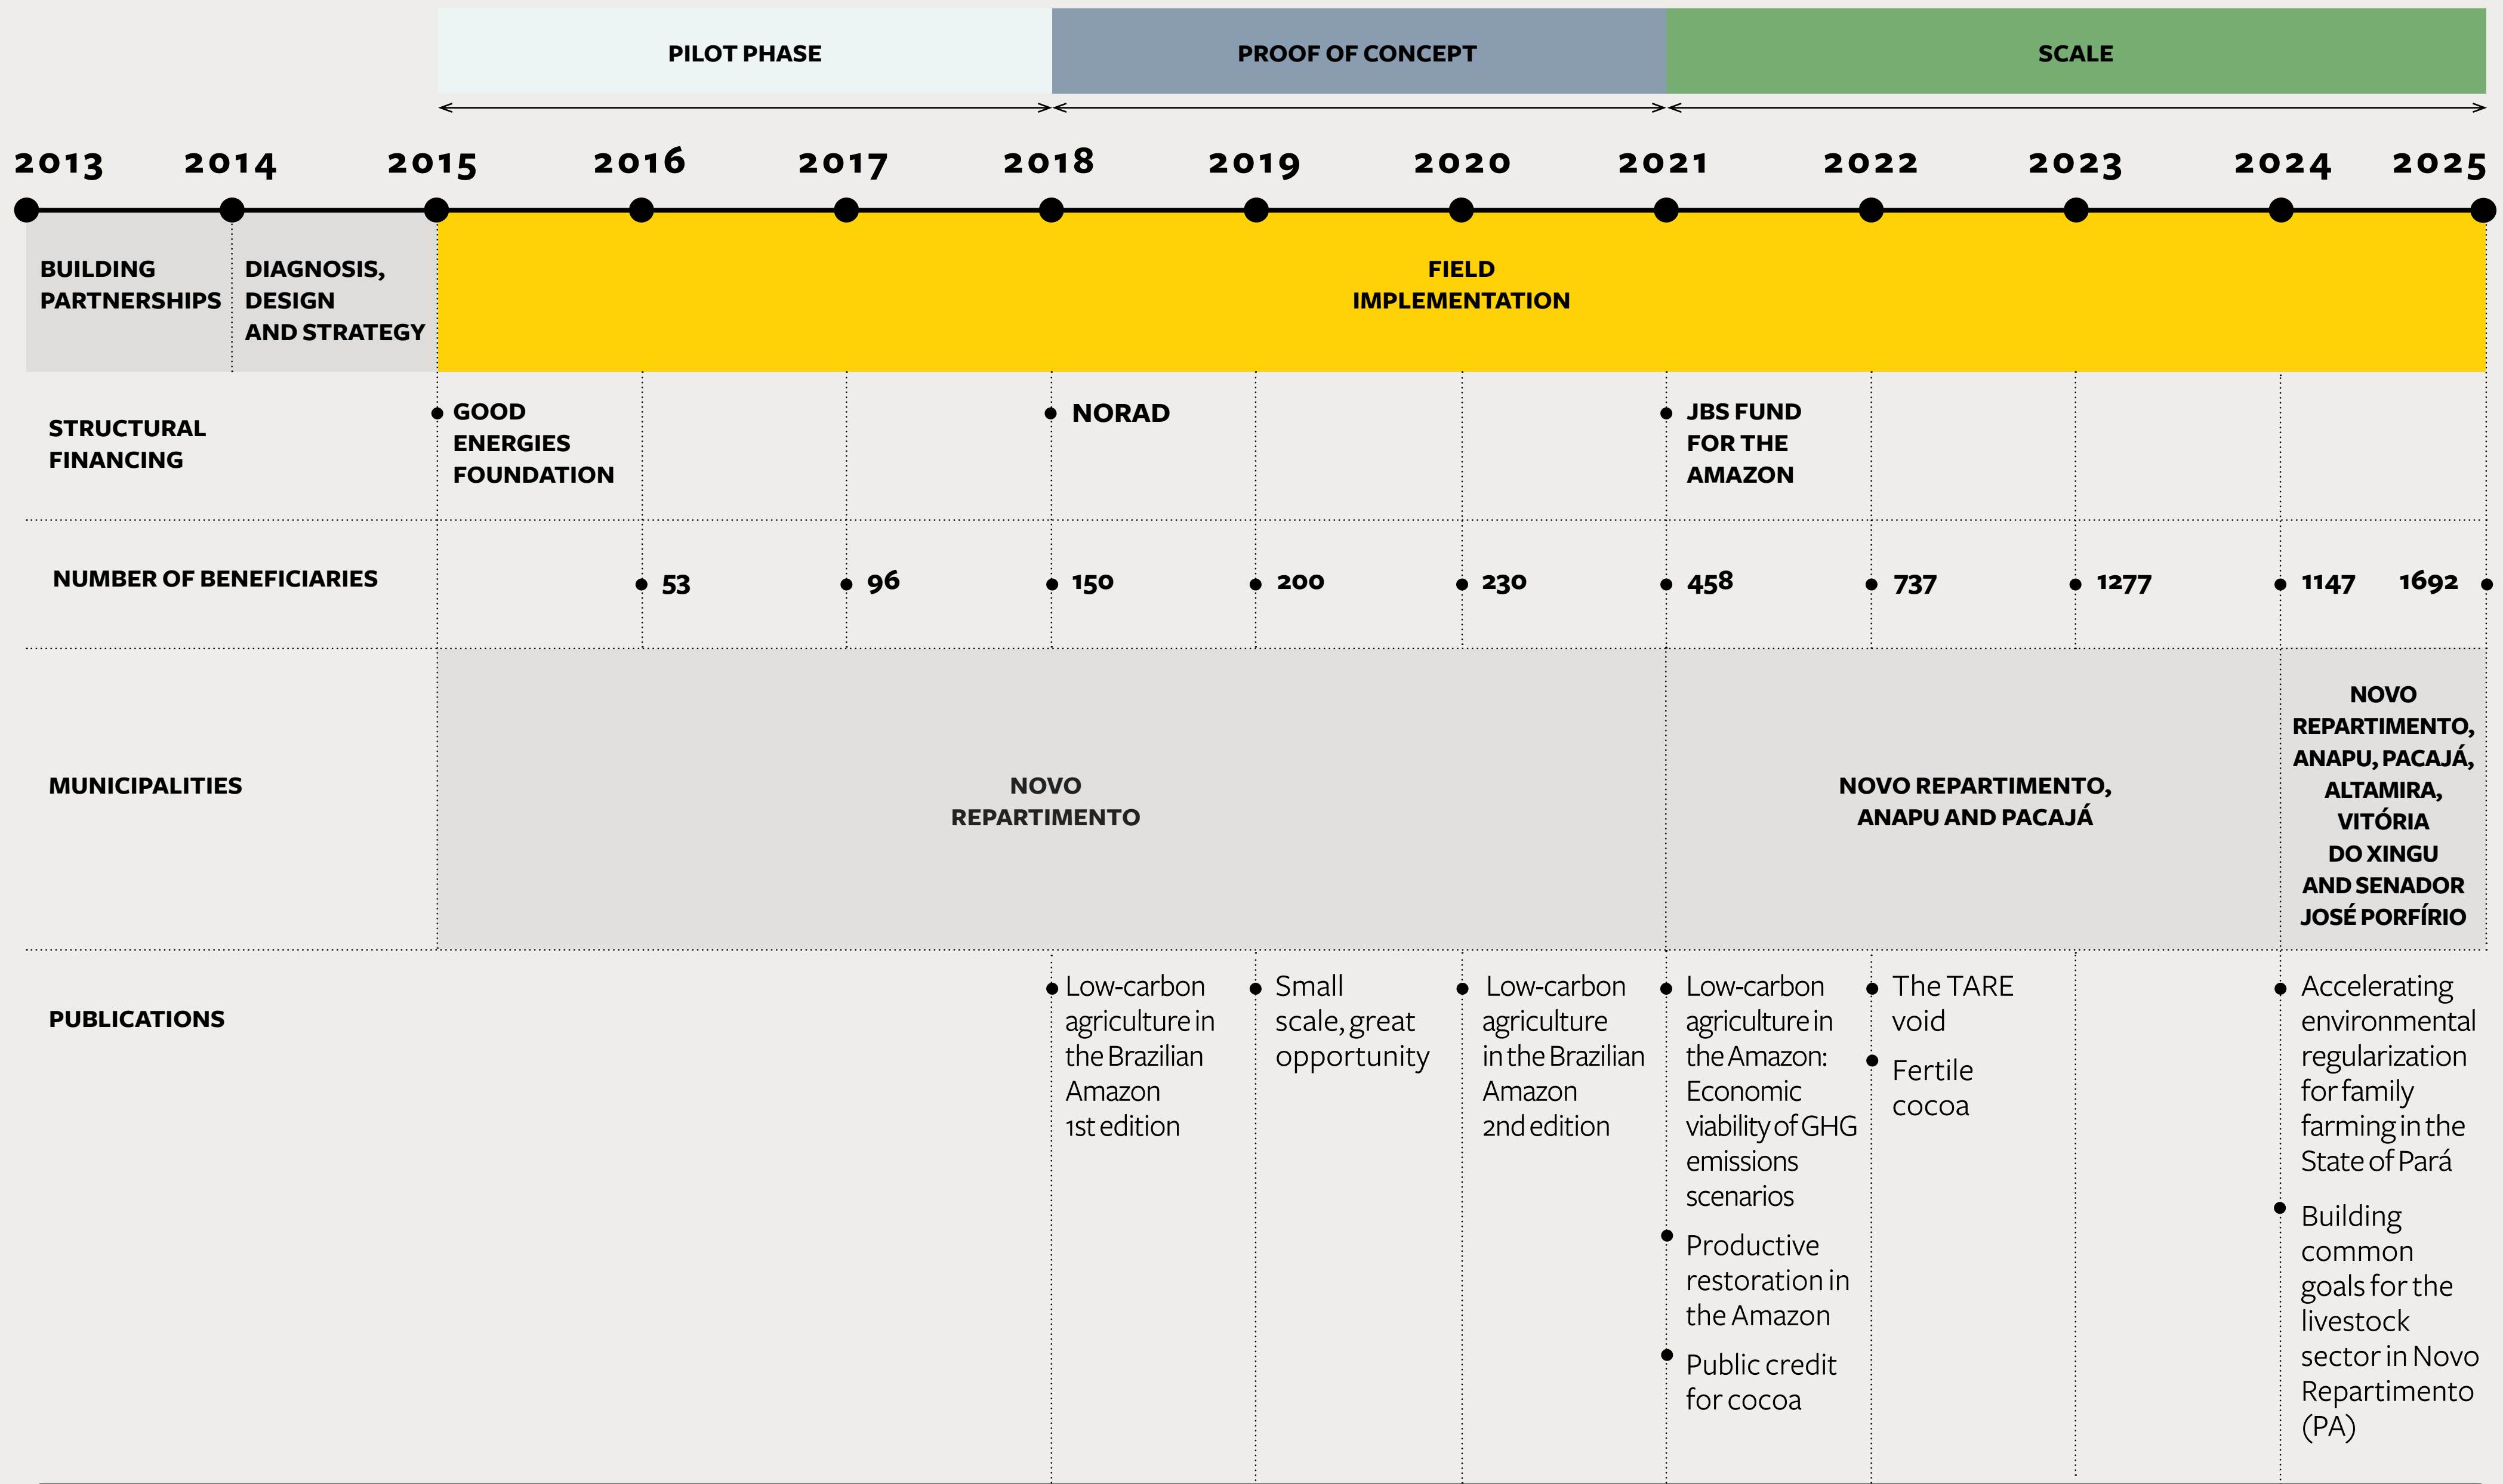 PILOT PHASE
PROOF OF CONCEPT
SCALE
2013
2014
2015
2016
2017
2018
2019
2020
2021
2022
2023
2024
2025
BUILDING
PARTNERSHIPS
DIAGNOSIS,
DESIGN
AND STRATEGY
FIELD
IMPLEMENTATION
STRUCTURAL
FINANCING
GOOD
ENERGIES
FOUNDATION
NORAD
JBS FUND
FOR THE
AMAZON
NUMBER OF BENEFICIARIES
53
96
150
200
230
458
737
1277
1147
1692
MUNICIPALITIES
NOVO
REPARTIMENTO
NOVO REPARTIMENTO,
ANAPU AND PACAJÁ
NOVO
REPARTIMENTO,
ANAPU, PACAJÁ,
ALTAMIRA,
VITÓRIA
DO XINGU
AND SENADOR
JOSÉ PORFÍRIO
PUBLICATIONS
Low-carbon
agriculture in
the Brazilian
Amazon
1st edition
Small
scale, great
opportunity
Low-carbon
agriculture
in the Brazilian
Amazon
2nd edition
Low-carbon
agriculture in
the Amazon:
Economic
viability of GHG
emissions
scenarios
Productive
restoration in
the Amazon
Public credit
for cocoa
The TARE
void
Fertile
cocoa
Accelerating
environmental
regularization
for family
farming in the
State of Pará
Building
common
goals for the
livestock
sector in Novo
Repartimento
(PA)